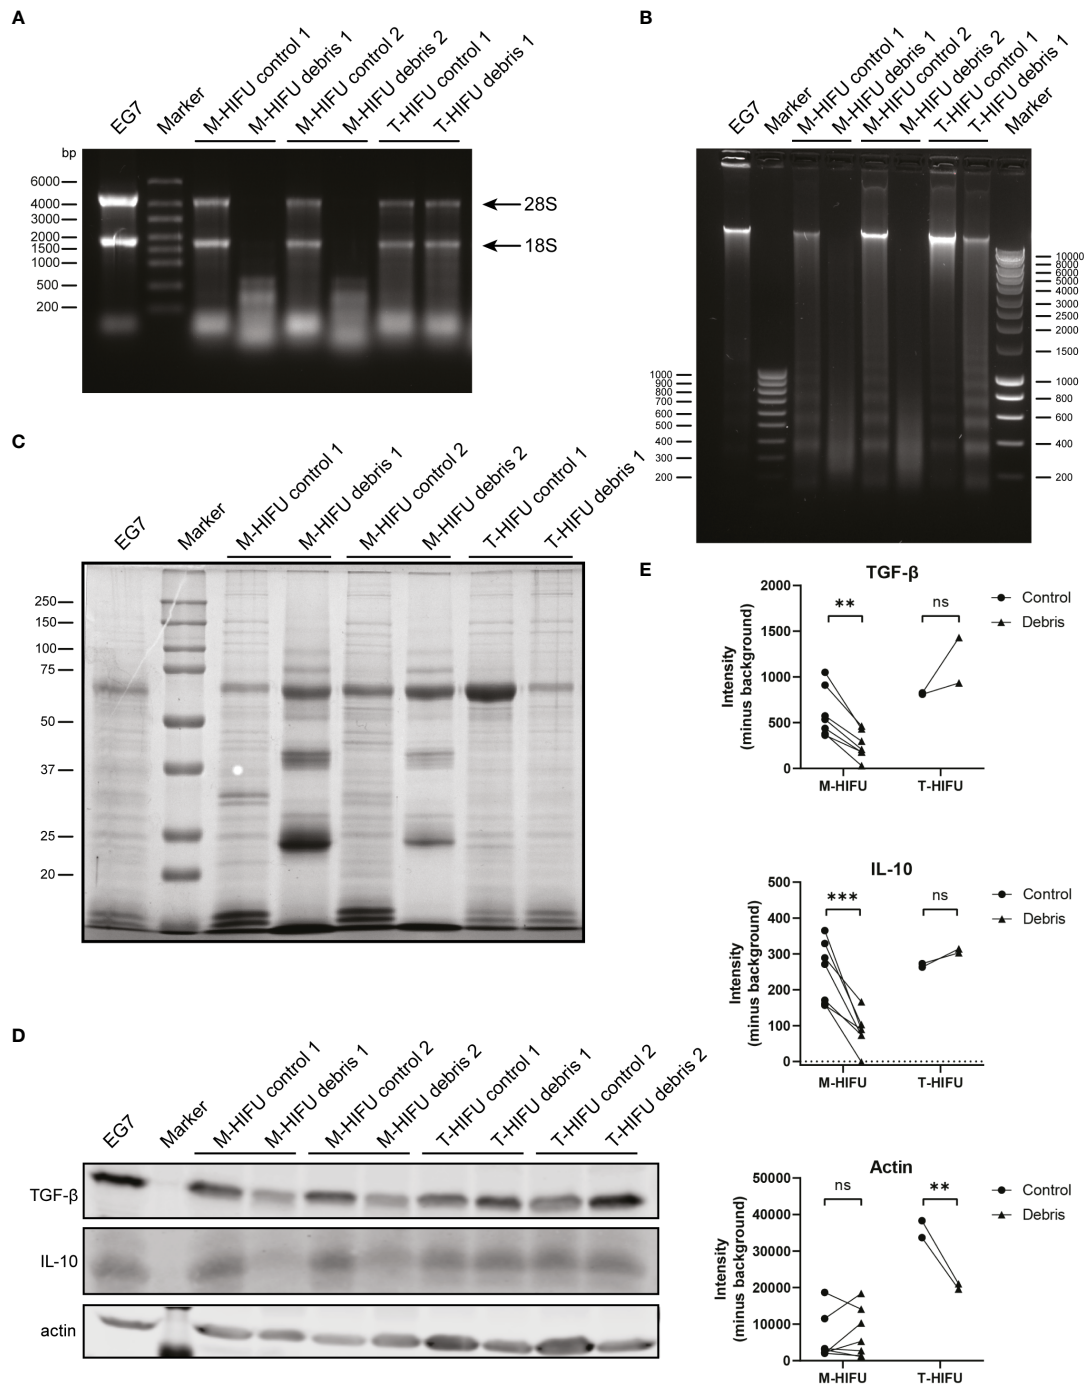 A
EG7
Marker
M-HIFU control 1
M-HIFU debris 1
M-HIFU control 2
M-HIFU debris 2
T-HIFU control 1
T-HIFU debris 1
bp
6000
4000
3000
2000
1500
1000
500
200
28S
18S
B
EG7
Marker
M-HIFU control 1
M-HIFU debris 1
M-HIFU control 2
M-HIFU debris 2
T-HIFU control 1
T-HIFU debris 1
Marker
1000
900
800
700
600
500
400
300
200
10000
8000
6000
5000
4000
3000
2500
2000
1500
1000
800
600
400
200
C
EG7
Marker
M-HIFU control 1
M-HIFU debris 1
M-HIFU control 2
M-HIFU debris 2
T-HIFU control 1
T-HIFU debris 1
250
150
100
75
50
37
25
20
D
EG7
Marker
M-HIFU control 1
M-HIFU debris 1
M-HIFU control 2
M-HIFU debris 2
T-HIFU control 1
T-HIFU debris 1
T-HIFU control 2
T-HIFU debris 2
TGF-β
IL-10
actin
E
TGF-β
Intensity
(minus background)
2000
1500
1000
500
0
**
ns
Control
Debris
M-HIFU
T-HIFU
IL-10
Intensity
(minus background)
500
400
300
200
100
0
***
ns
Control
Debris
M-HIFU
T-HIFU
Actin
Intensity
(minus background)
50000
40000
30000
20000
10000
0
ns
**
Control
Debris
M-HIFU
T-HIFU